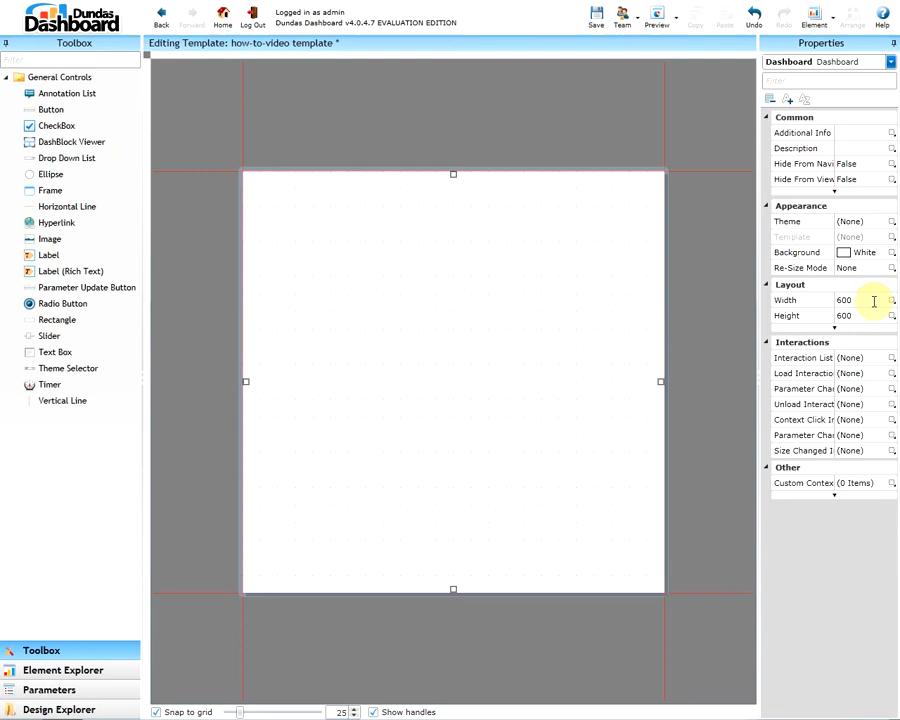 Dundas
Dashboard
Back
Forward
Home
Log Out
Logged in as admin
Dundas Dashboard v4.0.4.7 EVALUATION EDITION
Save
Team
Preview
Copy
Paste
Undo
Redo
Element
Arrange
Help
Toolbox
Editing Template: how-to-video template *
Properties
Filter
General Controls
Annotation List
Button
CheckBox
DashBlock Viewer
Drop Down List
Ellipse
Frame
Horizontal Line
Hyperlink
Image
Label
Label (Rich Text)
Parameter Update Button
Radio Button
Rectangle
Slider
Text Box
Theme Selector
Timer
Vertical Line
Toolbox
Element Explorer
Parameters
Design Explorer
Snap to grid
25
Show handles
Dashboard Dashboard
Filter
Common
Additional Info
Description
Hide From Navi False
Hide From View False
Appearance
Theme (None)
Template (None)
Background White
Re-Size Mode None
Layout
Width 600
Height 600
Interactions
Interaction List (None)
Load Interactio (None)
Parameter Chai (None)
Unload Interact (None)
Context Click In (None)
Parameter Chai (None)
Size Changed I (None)
Other
Custom Contex (0 Items)